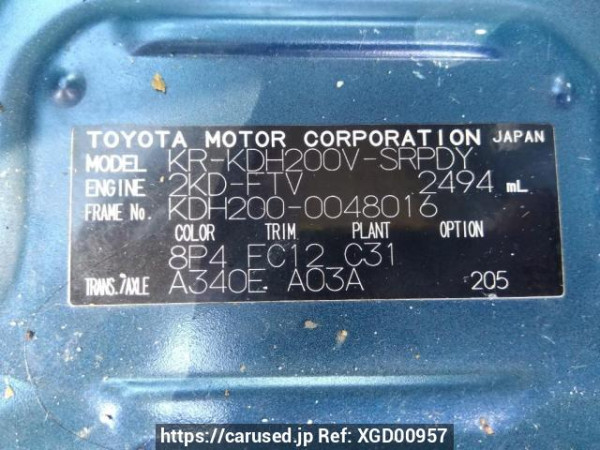 TOYOTA MOTOR CORPORATION JAPAN
MODEL KR-KDH200V-SRPDY
ENGINE 2KD-FTV 2494 mL
FRAME No. KDH200-0048016
COLOR TRIM PLANT OPTION
8P4 FC12 C31
TRANS./AXLE A340E A03A 205
https://carused.jp Ref: XGD00957